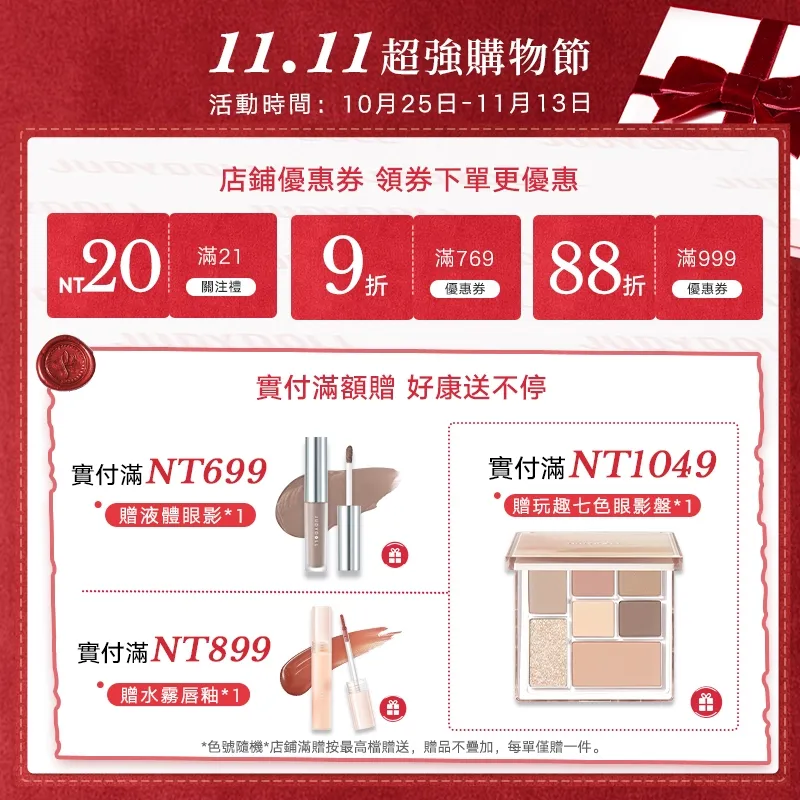 11.11超強購物節
活動時間：10月25日-11月13日
店鋪優惠券 領券下單更優惠
NT20
滿21
關注禮
9折
滿769
優惠券
88折
滿999
優惠券
實付滿額贈 好康送不停
實付滿NT699
贈液體眼影*1
實付滿NT1049
贈玩趣七色眼影盤*1
實付滿NT899
贈水霧唇釉*1
*色號隨機*店鋪滿贈按最高檔贈送，贈品不疊加，每單僅贈一件。